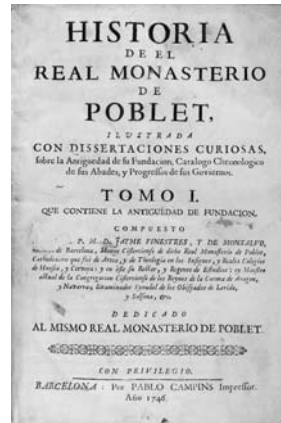 HISTORIA
DE EL
REAL MONASTERIO
DE
POBLET,
ILUSTRADA
CON DISSERTACIONES CURIOSAS,
sobre la Antiguedad de su Fundacion, Catalogo Chronologico
de sus Abades, y Progressos de sus Goviernos.
TOMO I.
QUE CONTIENE LA ANTIGUEDAD DE FUNDACION,
COMPUESTO
P. M. D. JAYME FINESTRES, Y DE MONSALVO,
de Barcelona, Monge Cisterciense de dicho Real Monasterio de Poblet,
Cathedratico que fuè de Artes, y de Theologia en los Insignes, y Reales Colegios
de Huesca, y Cervera; y en este su Rector, y Regente de Estudios: ex Maestro
actual de la Congregacion Cisterciense de los Reynos de la Corona de Aragon,
y Navarra, Examinador Synodal de los Obispados de Lerida,
y Solsona, &c.
DEDICADO
AL MISMO REAL MONASTERIO DE POBLET.
CON PRIVILEGIO.
BARCELONA: Por PABLO CAMPINS Impressor.
Año 1746.